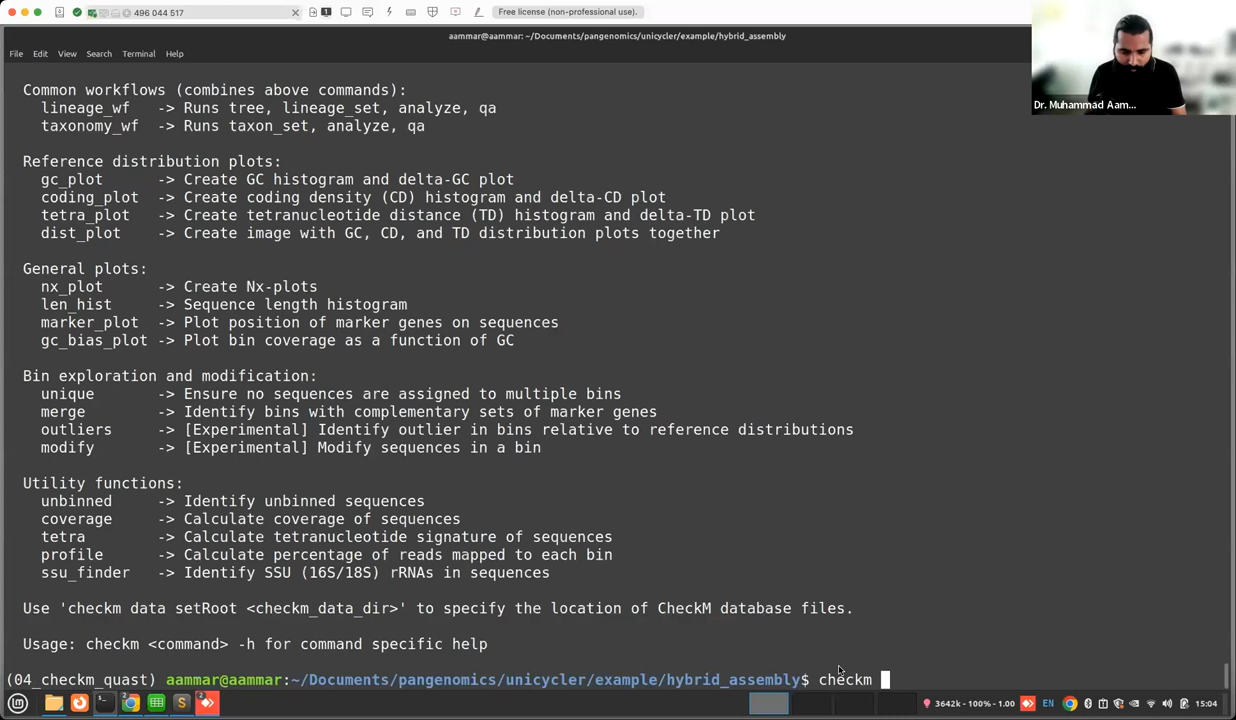 496 044 517
Free license (non-professional use).
aammar@aammar: ~/Documents/pangenomics/unicycler/example/hybrid_assembly
File Edit View Search Terminal Help
Dr. Muhammad Aam...
Common workflows (combines above commands):
lineage_wf -> Runs tree, lineage_set, analyze, qa
taxonomy_wf -> Runs taxon_set, analyze, qa
Reference distribution plots:
gc_plot -> Create GC histogram and delta-GC plot
coding_plot -> Create coding density (CD) histogram and delta-CD plot
tetra_plot -> Create tetranucleotide distance (TD) histogram and delta-TD plot
dist_plot -> Create image with GC, CD, and TD distribution plots together
General plots:
nx_plot -> Create Nx-plots
len_hist -> Sequence length histogram
marker_plot -> Plot position of marker genes on sequences
gc_bias_plot -> Plot bin coverage as a function of GC
Bin exploration and modification:
unique -> Ensure no sequences are assigned to multiple bins
merge -> Identify bins with complementary sets of marker genes
outliers -> [Experimental] Identify outlier in bins relative to reference distributions
modify -> [Experimental] Modify sequences in a bin
Utility functions:
unbinned -> Identify unbinned sequences
coverage -> Calculate coverage of sequences
tetra -> Calculate tetranucleotide signature of sequences
profile -> Calculate percentage of reads mapped to each bin
ssu_finder -> Identify SSU (16S/18S) rRNAs in sequences
Use 'checkm data setRoot <checkm_data_dir>' to specify the location of CheckM database files.
Usage: checkm <command> -h for command specific help
(04_checkm_quast) aammar@aammar:~/Documents/pangenomics/unicycler/example/hybrid_assembly$ checkm
3642k - 100% - 1.00 EN 15:04